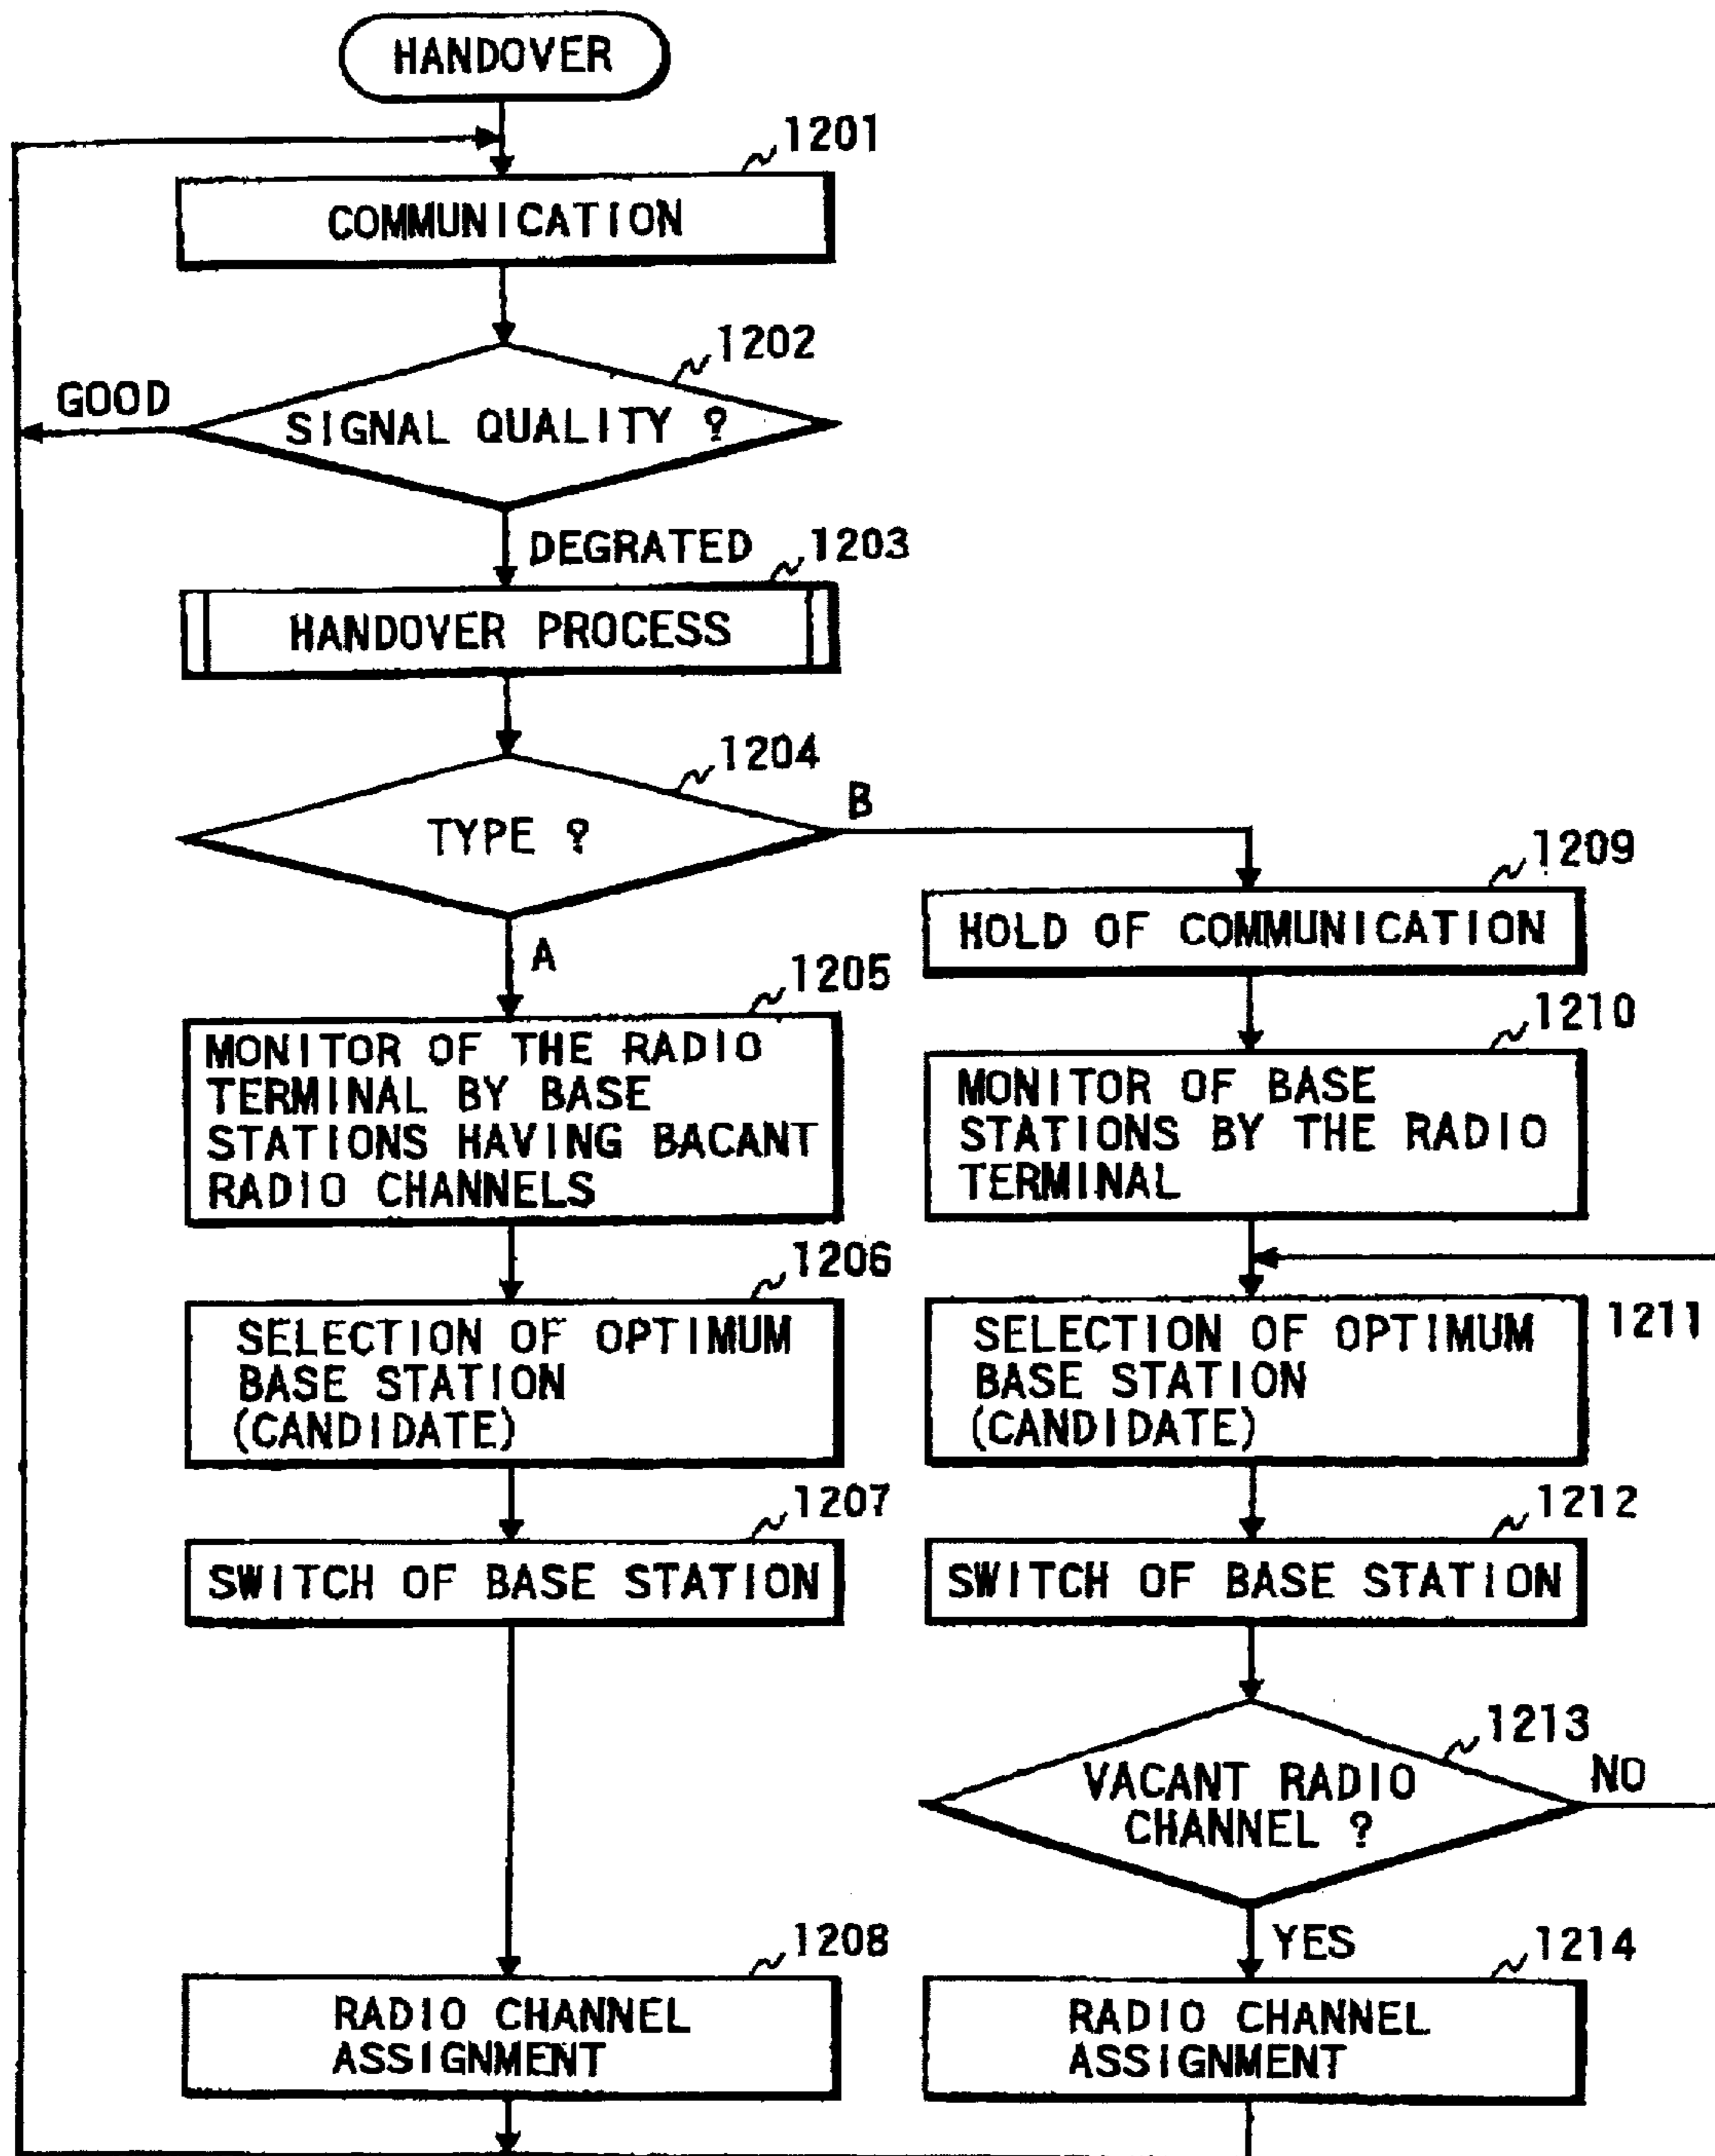 HANDOVER
1201
COMMUNICATION
1202
GOOD
SIGNAL QUALITY ?
DEGRATED
1203
HANDOVER PROCESS
1204
B
TYPE ?
A
1205
MONITOR OF THE RADIO
TERMINAL BY BASE
STATIONS HAVING BACANT
RADIO CHANNELS
1206
SELECTION OF OPTIMUM
BASE STATION
(CANDIDATE)
1207
SWITCH OF BASE STATION
1208
RADIO CHANNEL
ASSIGNMENT
1209
HOLD OF COMMUNICATION
1210
MONITOR OF BASE
STATIONS BY THE RADIO
TERMINAL
1211
SELECTION OF OPTIMUM
BASE STATION
(CANDIDATE)
1212
SWITCH OF BASE STATION
1213
VACANT RADIO
CHANNEL ?
NO
YES
1214
RADIO CHANNEL
ASSIGNMENT